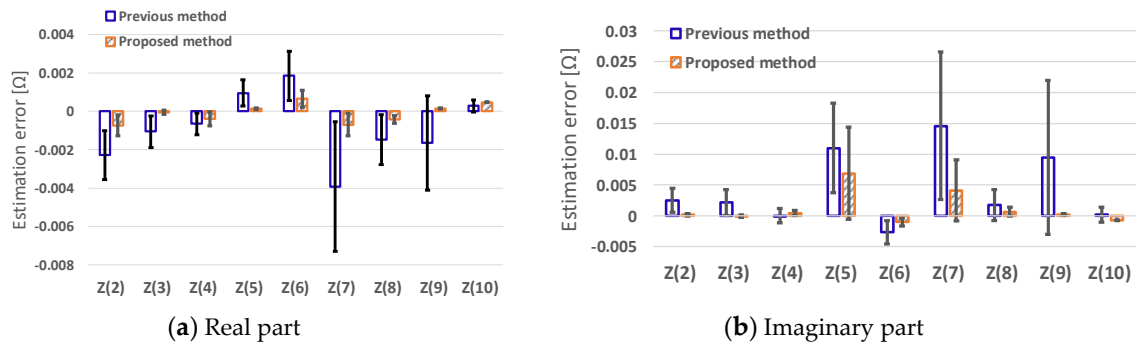 Previous method
Proposed method
Estimation error [Ω]
0.004
0.002
0
-0.002
-0.004
-0.006
-0.008
Z(2) Z(3) Z(4) Z(5) Z(6) Z(7) Z(8) Z(9) Z(10)
(a) Real part
Previous method
Proposed method
Estimation error [Ω]
0.03
0.025
0.02
0.015
0.01
0.005
0
-0.005
Z(2) Z(3) Z(4) Z(5) Z(6) Z(7) Z(8) Z(9) Z(10)
(b) Imaginary part